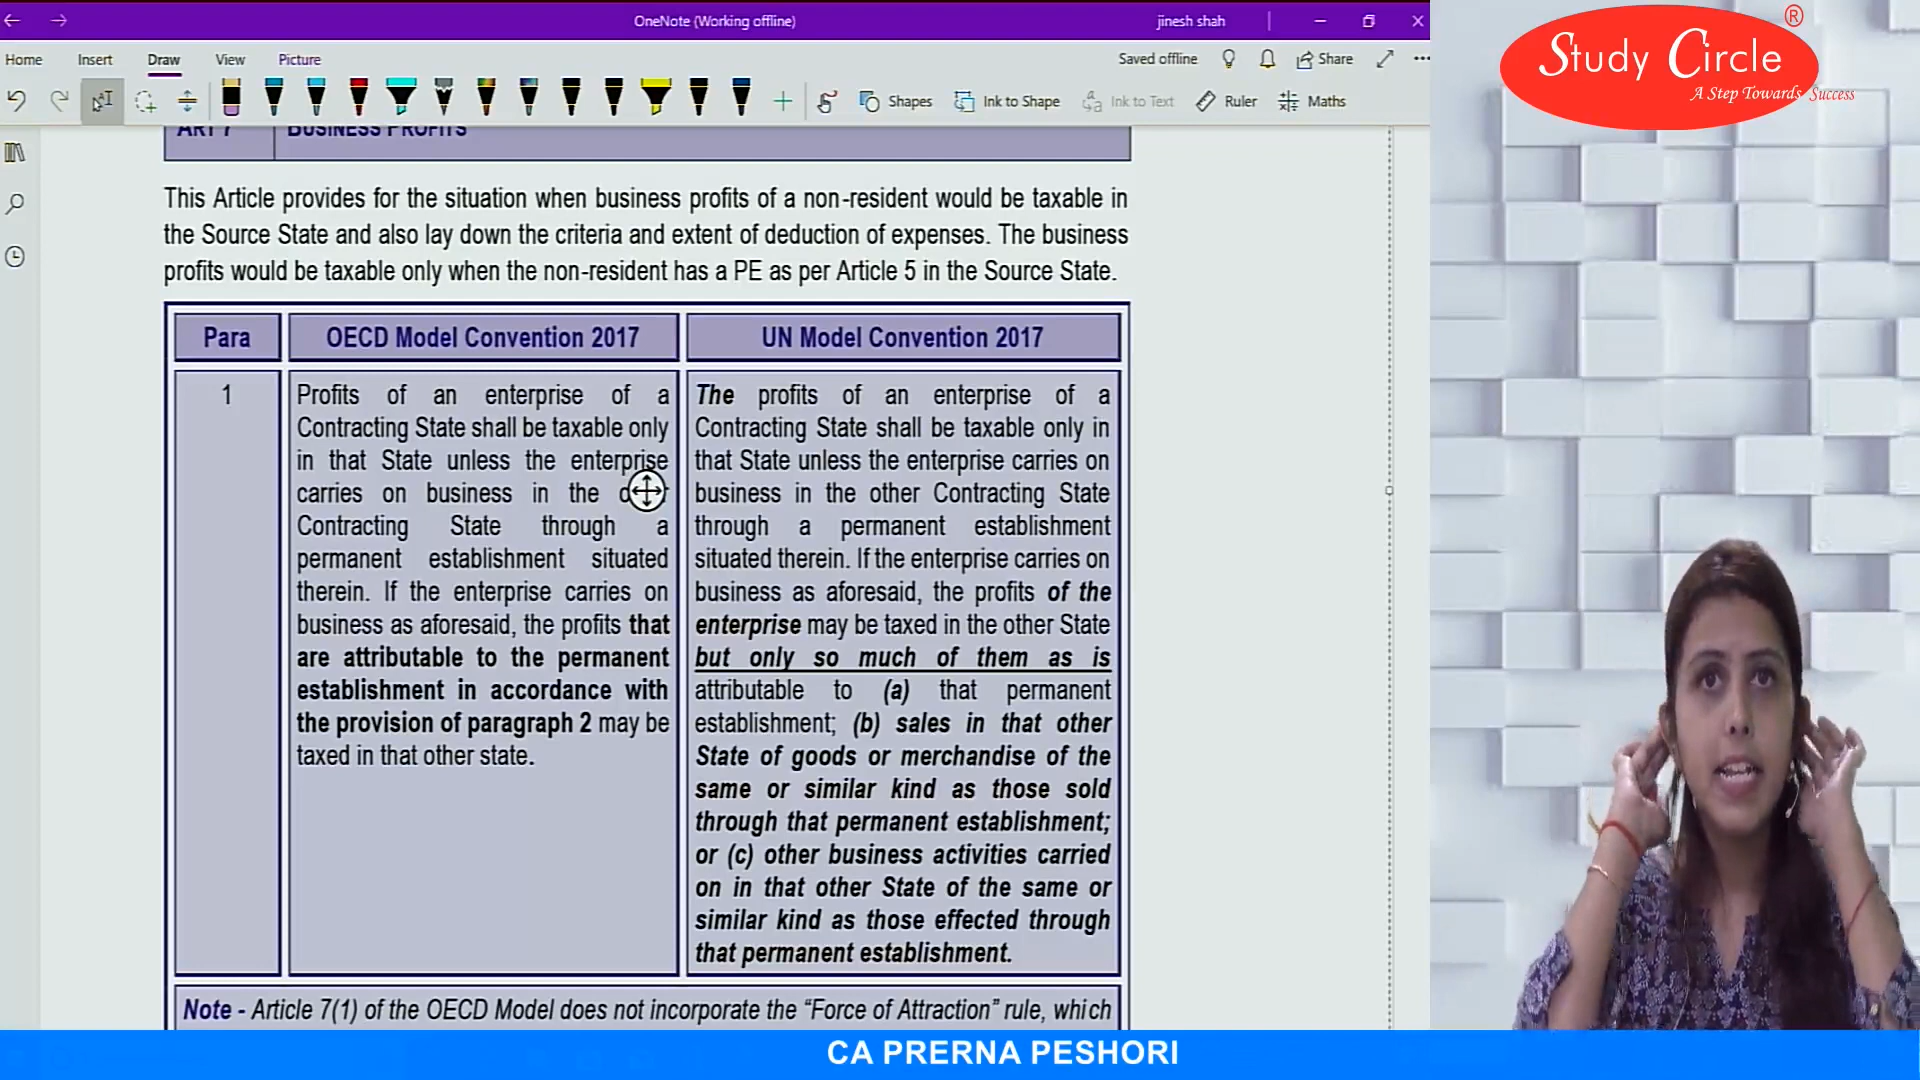 OneNote (Working offline)
jinesh shah
Home Insert Draw View Picture
Saved offline Share
Shapes Ink to Shape Ink to Text Ruler Maths
Study Circle ®
A Step Towards Success
ART 7 BUSINESS PROFITS
This Article provides for the situation when business profits of a non-resident would be taxable in
the Source State and also lay down the criteria and extent of deduction of expenses. The business
profits would be taxable only when the non-resident has a PE as per Article 5 in the Source State.
Para
OECD Model Convention 2017
UN Model Convention 2017
1
Profits of an enterprise of a
Contracting State shall be taxable only
in that State unless the enterprise
carries on business in the
Contracting State through a
permanent establishment situated
therein. If the enterprise carries on
business as aforesaid, the profits that
are attributable to the permanent
establishment in accordance with
the provision of paragraph 2 may be
taxed in that other state.
The profits of an enterprise of a
Contracting State shall be taxable only in
that State unless the enterprise carries on
business in the other Contracting State
through a permanent establishment
situated therein. If the enterprise carries on
business as aforesaid, the profits of the
enterprise may be taxed in the other State
but only so much of them as is
attributable to (a) that permanent
establishment; (b) sales in that other
State of goods or merchandise of the
same or similar kind as those sold
through that permanent establishment;
or (c) other business activities carried
on in that other State of the same or
similar kind as those effected through
that permanent establishment.
Note - Article 7(1) of the OECD Model does not incorporate the “Force of Attraction” rule, which
CA PRERNA PESHORI